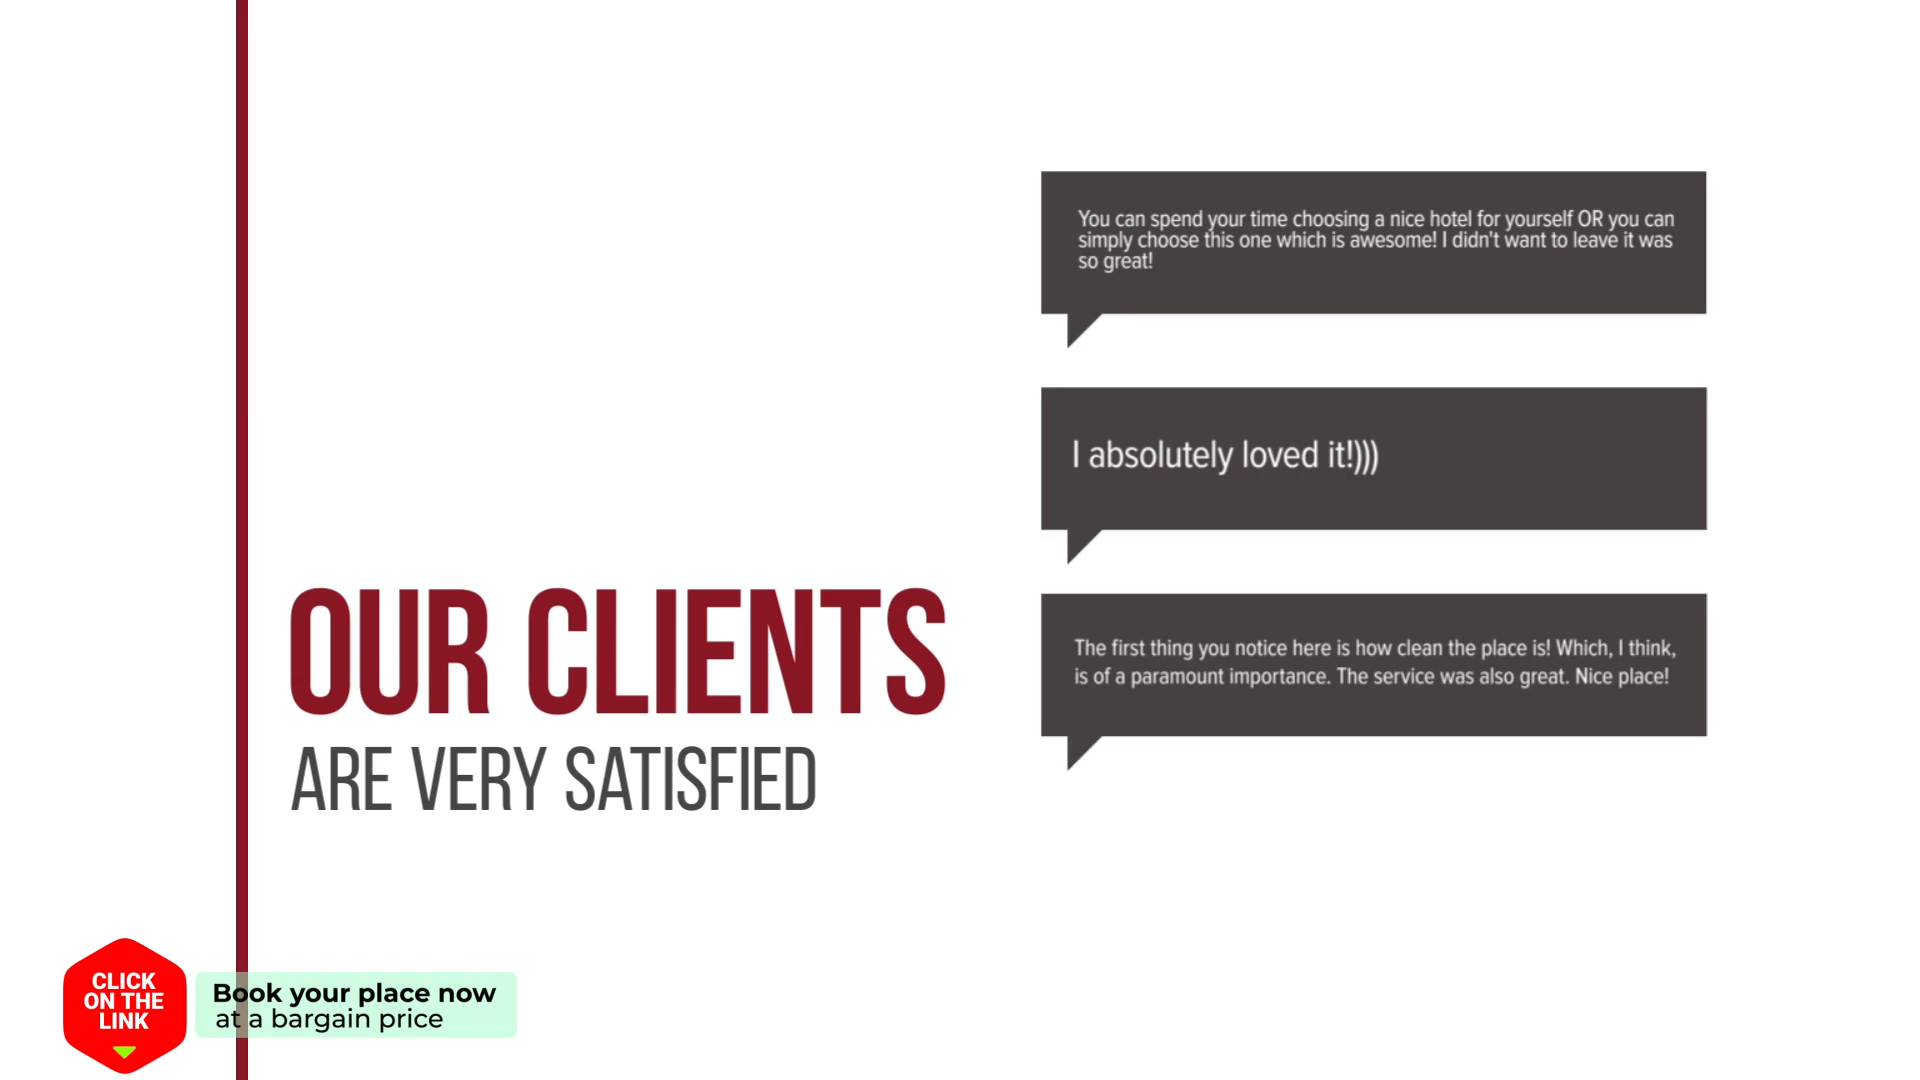 You can spend your time choosing a nice hotel for yourself OR you can
simply choose this one which is awesome! I didn't want to leave it was
so great!
I absolutely loved it!)))
The first thing you notice here is how clean the place is! Which, I think,
is of a paramount importance. The service was also great. Nice place!
OUR CLIENTS
ARE VERY SATISFIED
CLICK
ON THE
LINK
Book your place now
at a bargain price